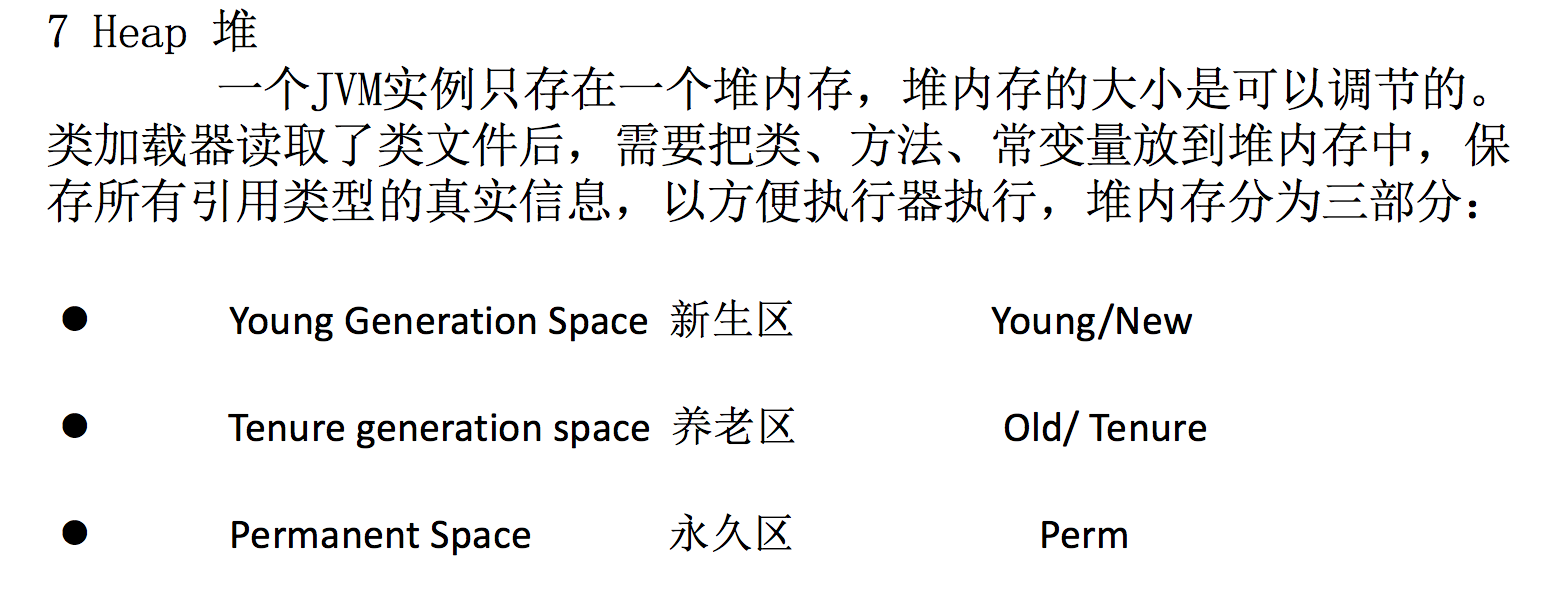 7 Heap 堆
一个JVM实例只存在一个堆内存，堆内存的大小是可以调节的。
类加载器读取了类文件后，需要把类、方法、常变量放到堆内存中，保
存所有引用类型的真实信息，以方便执行器执行，堆内存分为三部分：
● Young Generation Space 新生区 Young/New
● Tenure generation space 养老区 Old/ Tenure
● Permanent Space 永久区 Perm